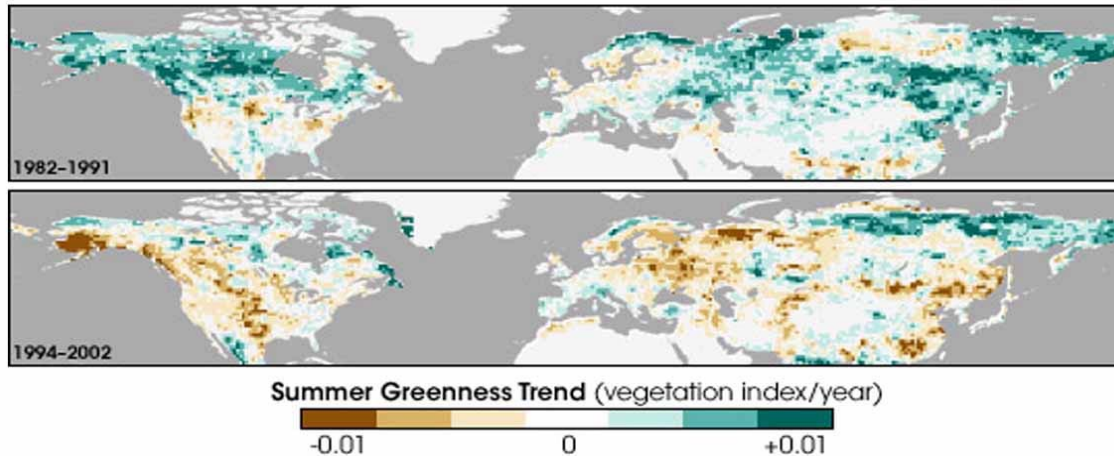 1982–1991
1994–2002
Summer Greenness Trend (vegetation index/year)
-0.01 0 +0.01